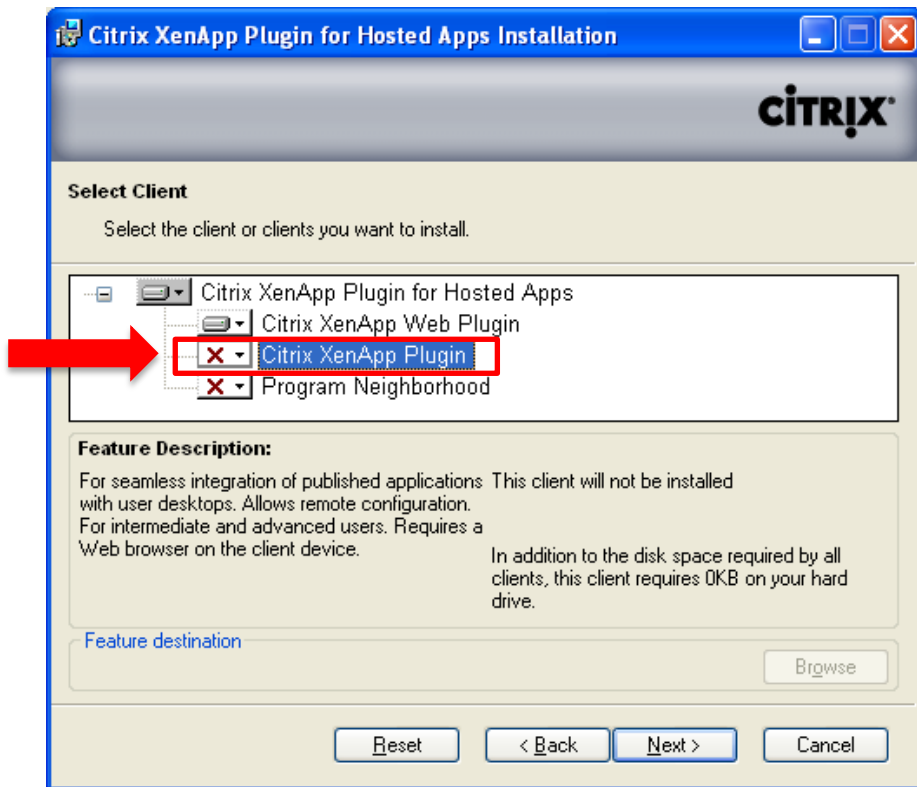 Citrix XenApp Plugin for Hosted Apps Installation
CITRIX
Select Client
Select the client or clients you want to install.
Citrix XenApp Plugin for Hosted Apps
Citrix XenApp Web Plugin
Citrix XenApp Plugin
Program Neighborhood
Feature Description:
For seamless integration of published applications
with user desktops. Allows remote configuration.
For intermediate and advanced users. Requires a
Web browser on the client device.
This client will not be installed
In addition to the disk space required by all
clients, this client requires 0KB on your hard
drive.
Feature destination
Browse
Reset
< Back
Next >
Cancel